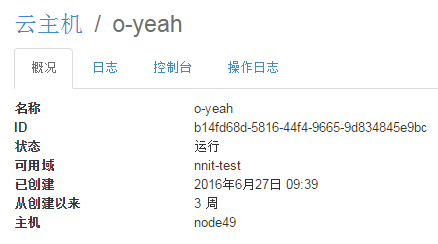 云主机 / o-yeah
概况 日志 控制台 操作日志
名称 o-yeah
ID b14fd68d-5816-44f4-9665-9d834845e9bc
状态 运行
可用域 nnit-test
已创建 2016年6月27日 09:39
从创建以来 3 周
主机 node49